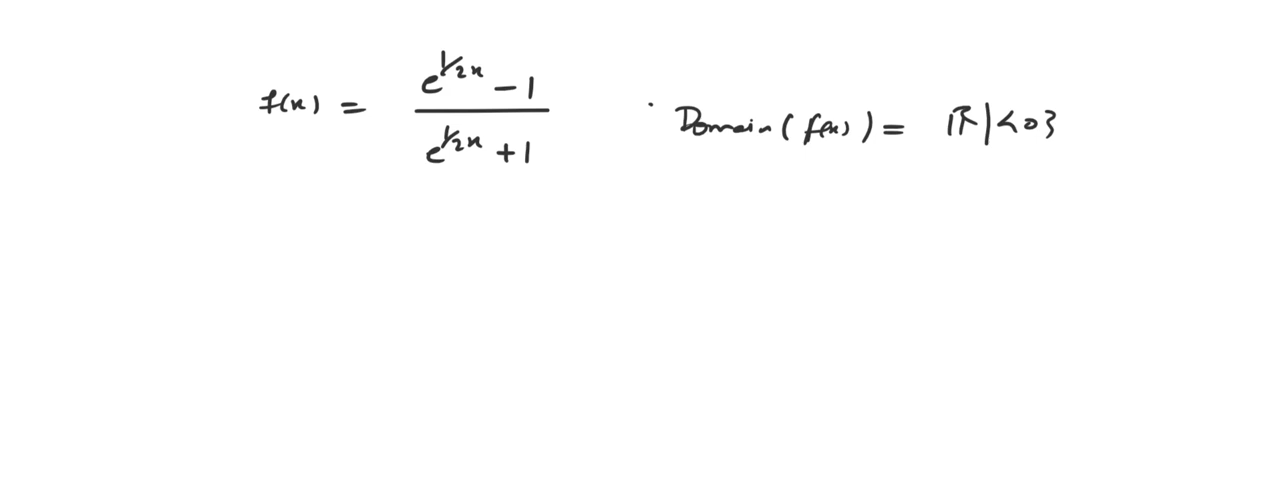 f(x) = (e^{1/2x} - 1) / (e^{1/2x} + 1) Domain(f(x)) = ℝ|{0}